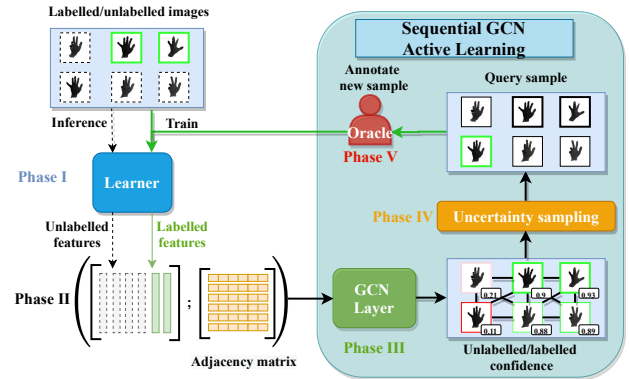 Labelled/unlabelled images
Sequential GCN
Active Learning
Annotate
new sample
Query sample
Inference
Train
Oracle
Phase V
Phase I
Learner
Phase IV
Uncertainty sampling
Unlabelled
features
Labelled
features
Phase II
;
GCN
Layer
0.21
0.9
0.93
0.11
0.88
0.89
Adjacency matrix
Phase III
Unlabelled/labelled
confidence